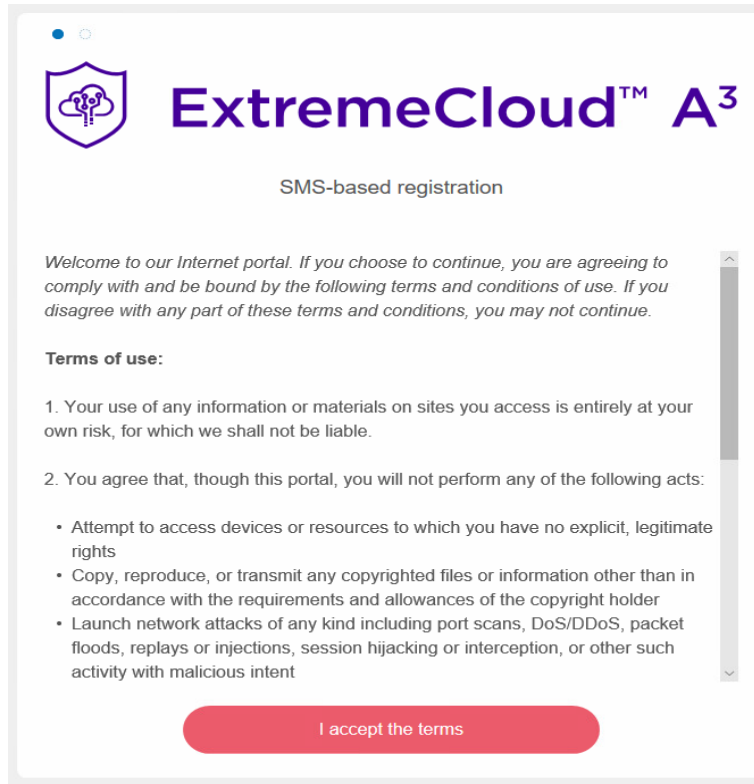 ExtremeCloud™ A³
SMS-based registration
Welcome to our Internet portal. If you choose to continue, you are agreeing to
comply with and be bound by the following terms and conditions of use. If you
disagree with any part of these terms and conditions, you may not continue.
Terms of use:
1. Your use of any information or materials on sites you access is entirely at your
own risk, for which we shall not be liable.
2. You agree that, though this portal, you will not perform any of the following acts:
• Attempt to access devices or resources to which you have no explicit, legitimate
rights
• Copy, reproduce, or transmit any copyrighted files or information other than in
accordance with the requirements and allowances of the copyright holder
• Launch network attacks of any kind including port scans, DoS/DDoS, packet
floods, replays or injections, session hijacking or interception, or other such
activity with malicious intent
I accept the terms